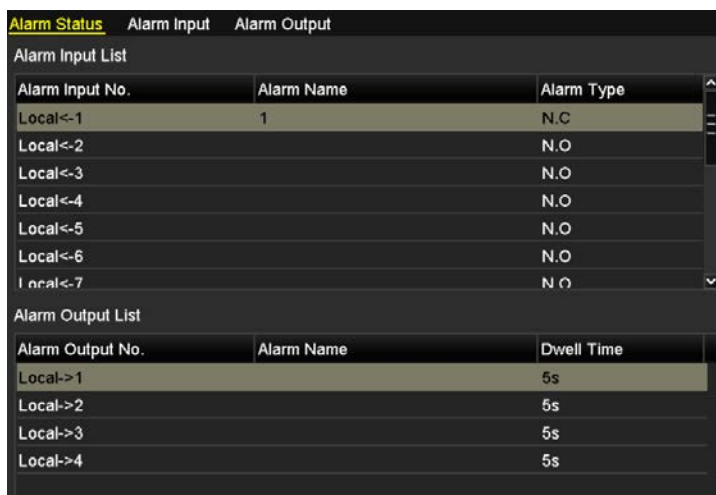 Alarm Status Alarm Input Alarm Output
Alarm Input List
Alarm Input No. Alarm Name Alarm Type
Local<-1 1 N.C
Local<-2 N.O
Local<-3 N.O
Local<-4 N.O
Local<-5 N.O
Local<-6 N.O
Local<-7 N.O
Alarm Output List
Alarm Output No. Alarm Name Dwell Time
Local->1 5s
Local->2 5s
Local->3 5s
Local->4 5s